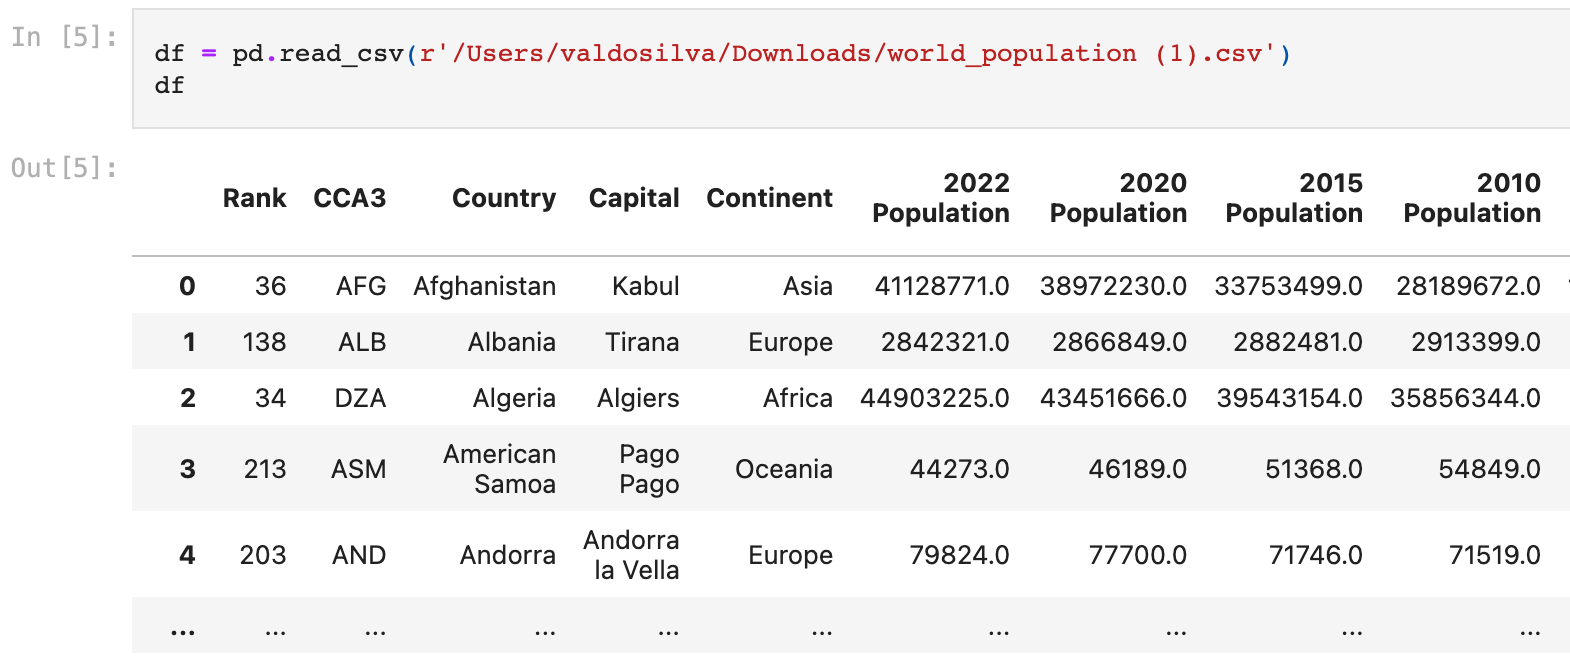 In [5]:
df = pd.read_csv(r'/Users/valdosilva/Downloads/world_population (1).csv')
df
Out[5]:
Rank CCA3 Country Capital Continent 2022 Population 2020 Population 2015 Population 2010 Population
0 36 AFG Afghanistan Kabul Asia 41128771.0 38972230.0 33753499.0 28189672.0
1 138 ALB Albania Tirana Europe 2842321.0 2866849.0 2882481.0 2913399.0
2 34 DZA Algeria Algiers Africa 44903225.0 43451666.0 39543154.0 35856344.0
3 213 ASM American Samoa Pago Pago Oceania 44273.0 46189.0 51368.0 54849.0
4 203 AND Andorra Andorra la Vella Europe 79824.0 77700.0 71746.0 71519.0
... ... ... ... ... ... ... ... ... ...